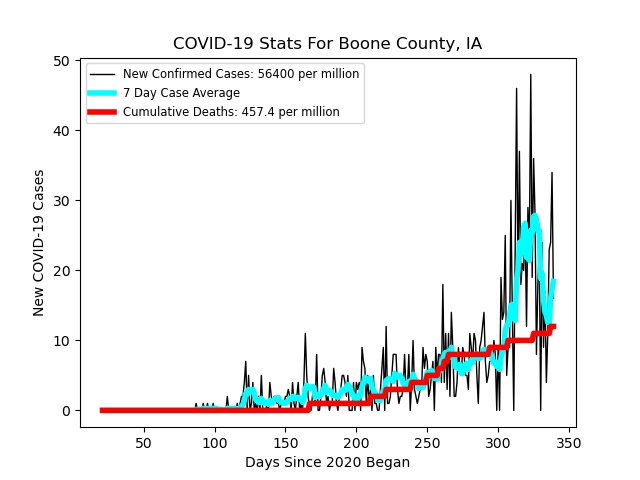 COVID-19 Stats For Boone County, IA
New Confirmed Cases: 56400 per million
7 Day Case Average
Cumulative Deaths: 457.4 per million
New COVID-19 Cases
50
40
30
20
10
0
50 100 150 200 250 300 350
Days Since 2020 Began